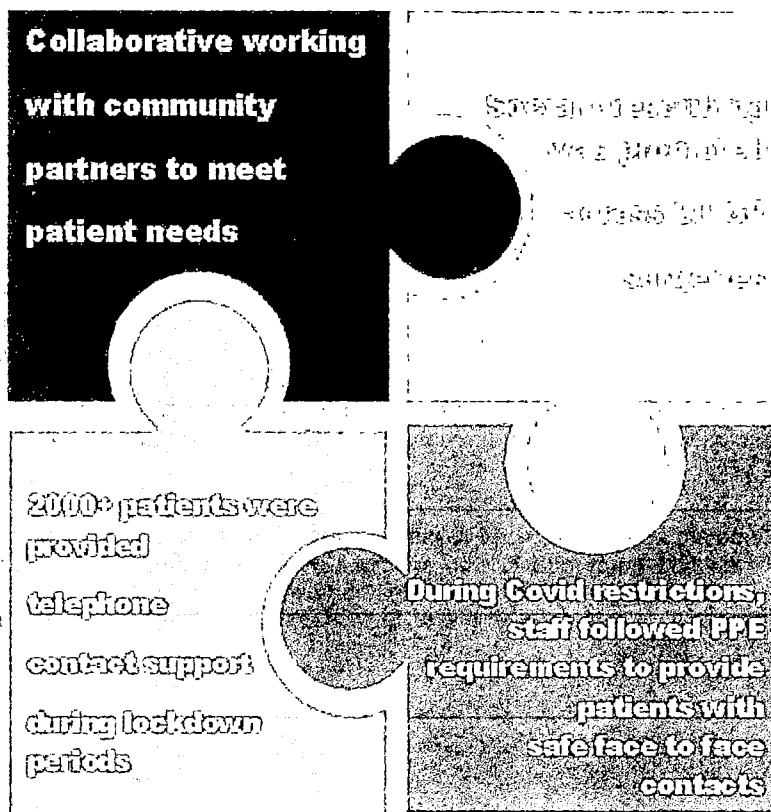 Collaborative working
with community
partners to meet
patient needs
2000+ patients were
provided
telephone
contact support
during lockdown
periods
During Covid restrictions,
staff followed PPE
requirements to provide
patients with
safe face to face
contacts